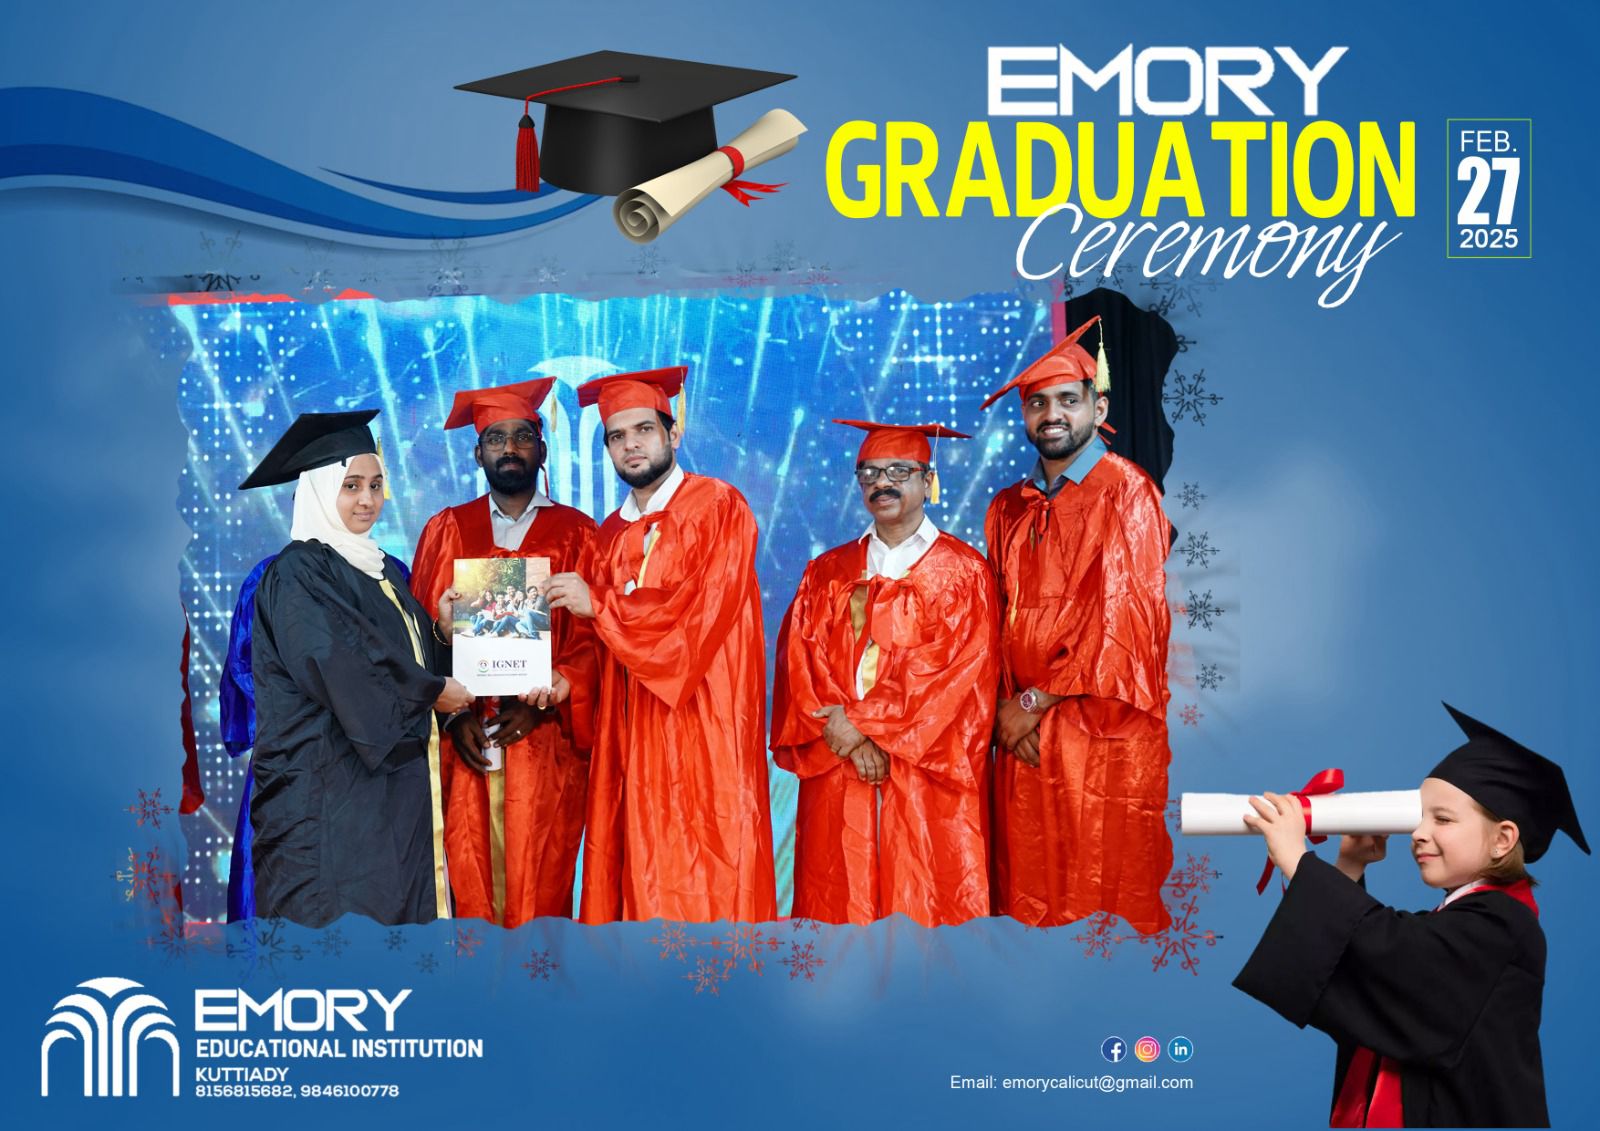 EMORY
GRADUATION
Ceremony
FEB.
27
2025
IGNET
EMORY
EDUCATIONAL INSTITUTION
KUTTIADY
8156815682, 9846100778
Email: emorycalicut@gmail.com